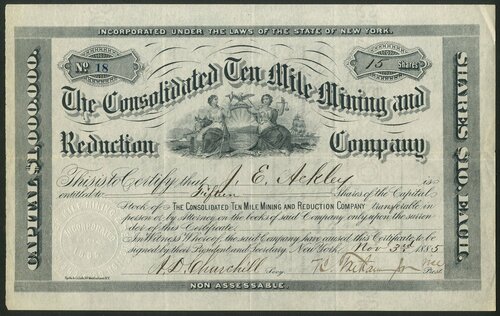 INCORPORATED UNDER THE LAWS OF THE STATE OF NEW YORK.
No 18
15 Shares
The Consolidated Ten Mile Mining and
Reduction Company
CAPITAL $1,000,000.
SHARES $10. EACH.
This is to Certify that J. E. Ackley is
entitled to Fifteen Shares of the Capital
Stock of THE CONSOLIDATED TEN MILE MINING AND REDUCTION COMPANY transferable in
person or by Attorney on the books of said Company only upon the surren-
der of this Certificate.
In Witness Whereof, the said Company have caused this Certificate to be
signed by their President and Secretary. New York Nov 3rd 1885
Churchill Secy. Prest.
NON ASSESSABLE.